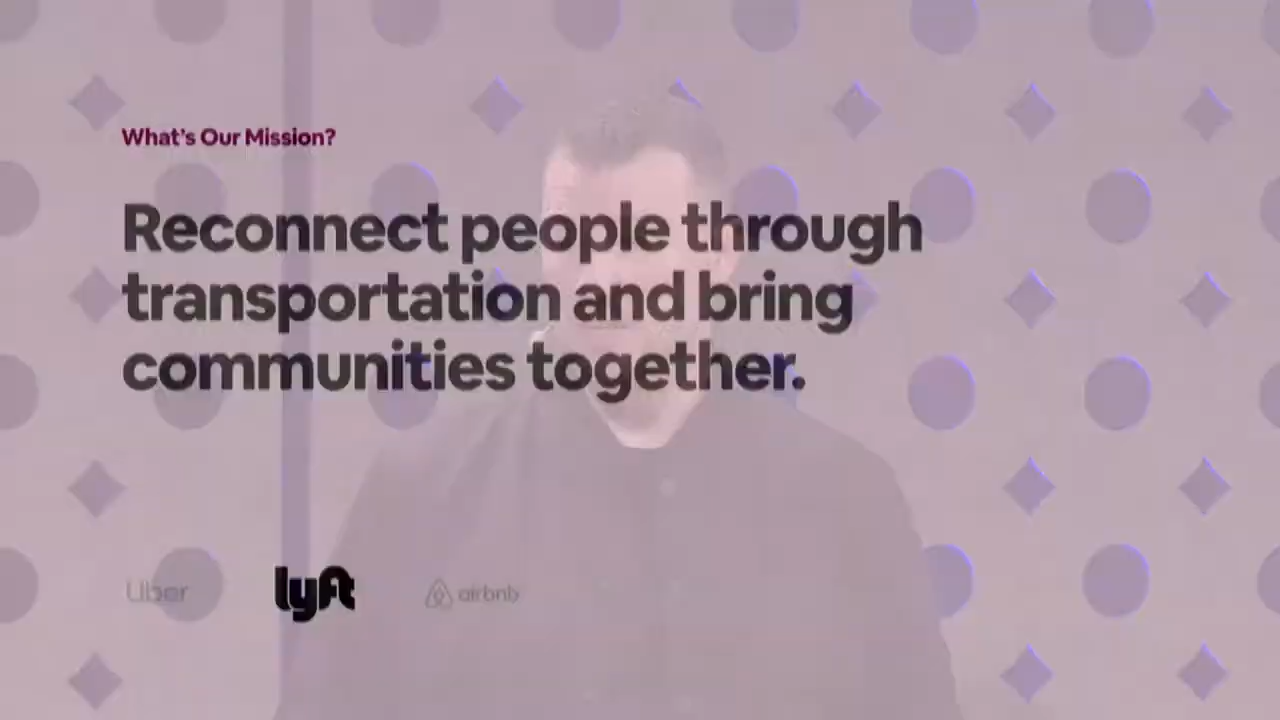 What's Our Mission?
Reconnect people through
transportation and bring
communities together.
Uber lyft airbnb